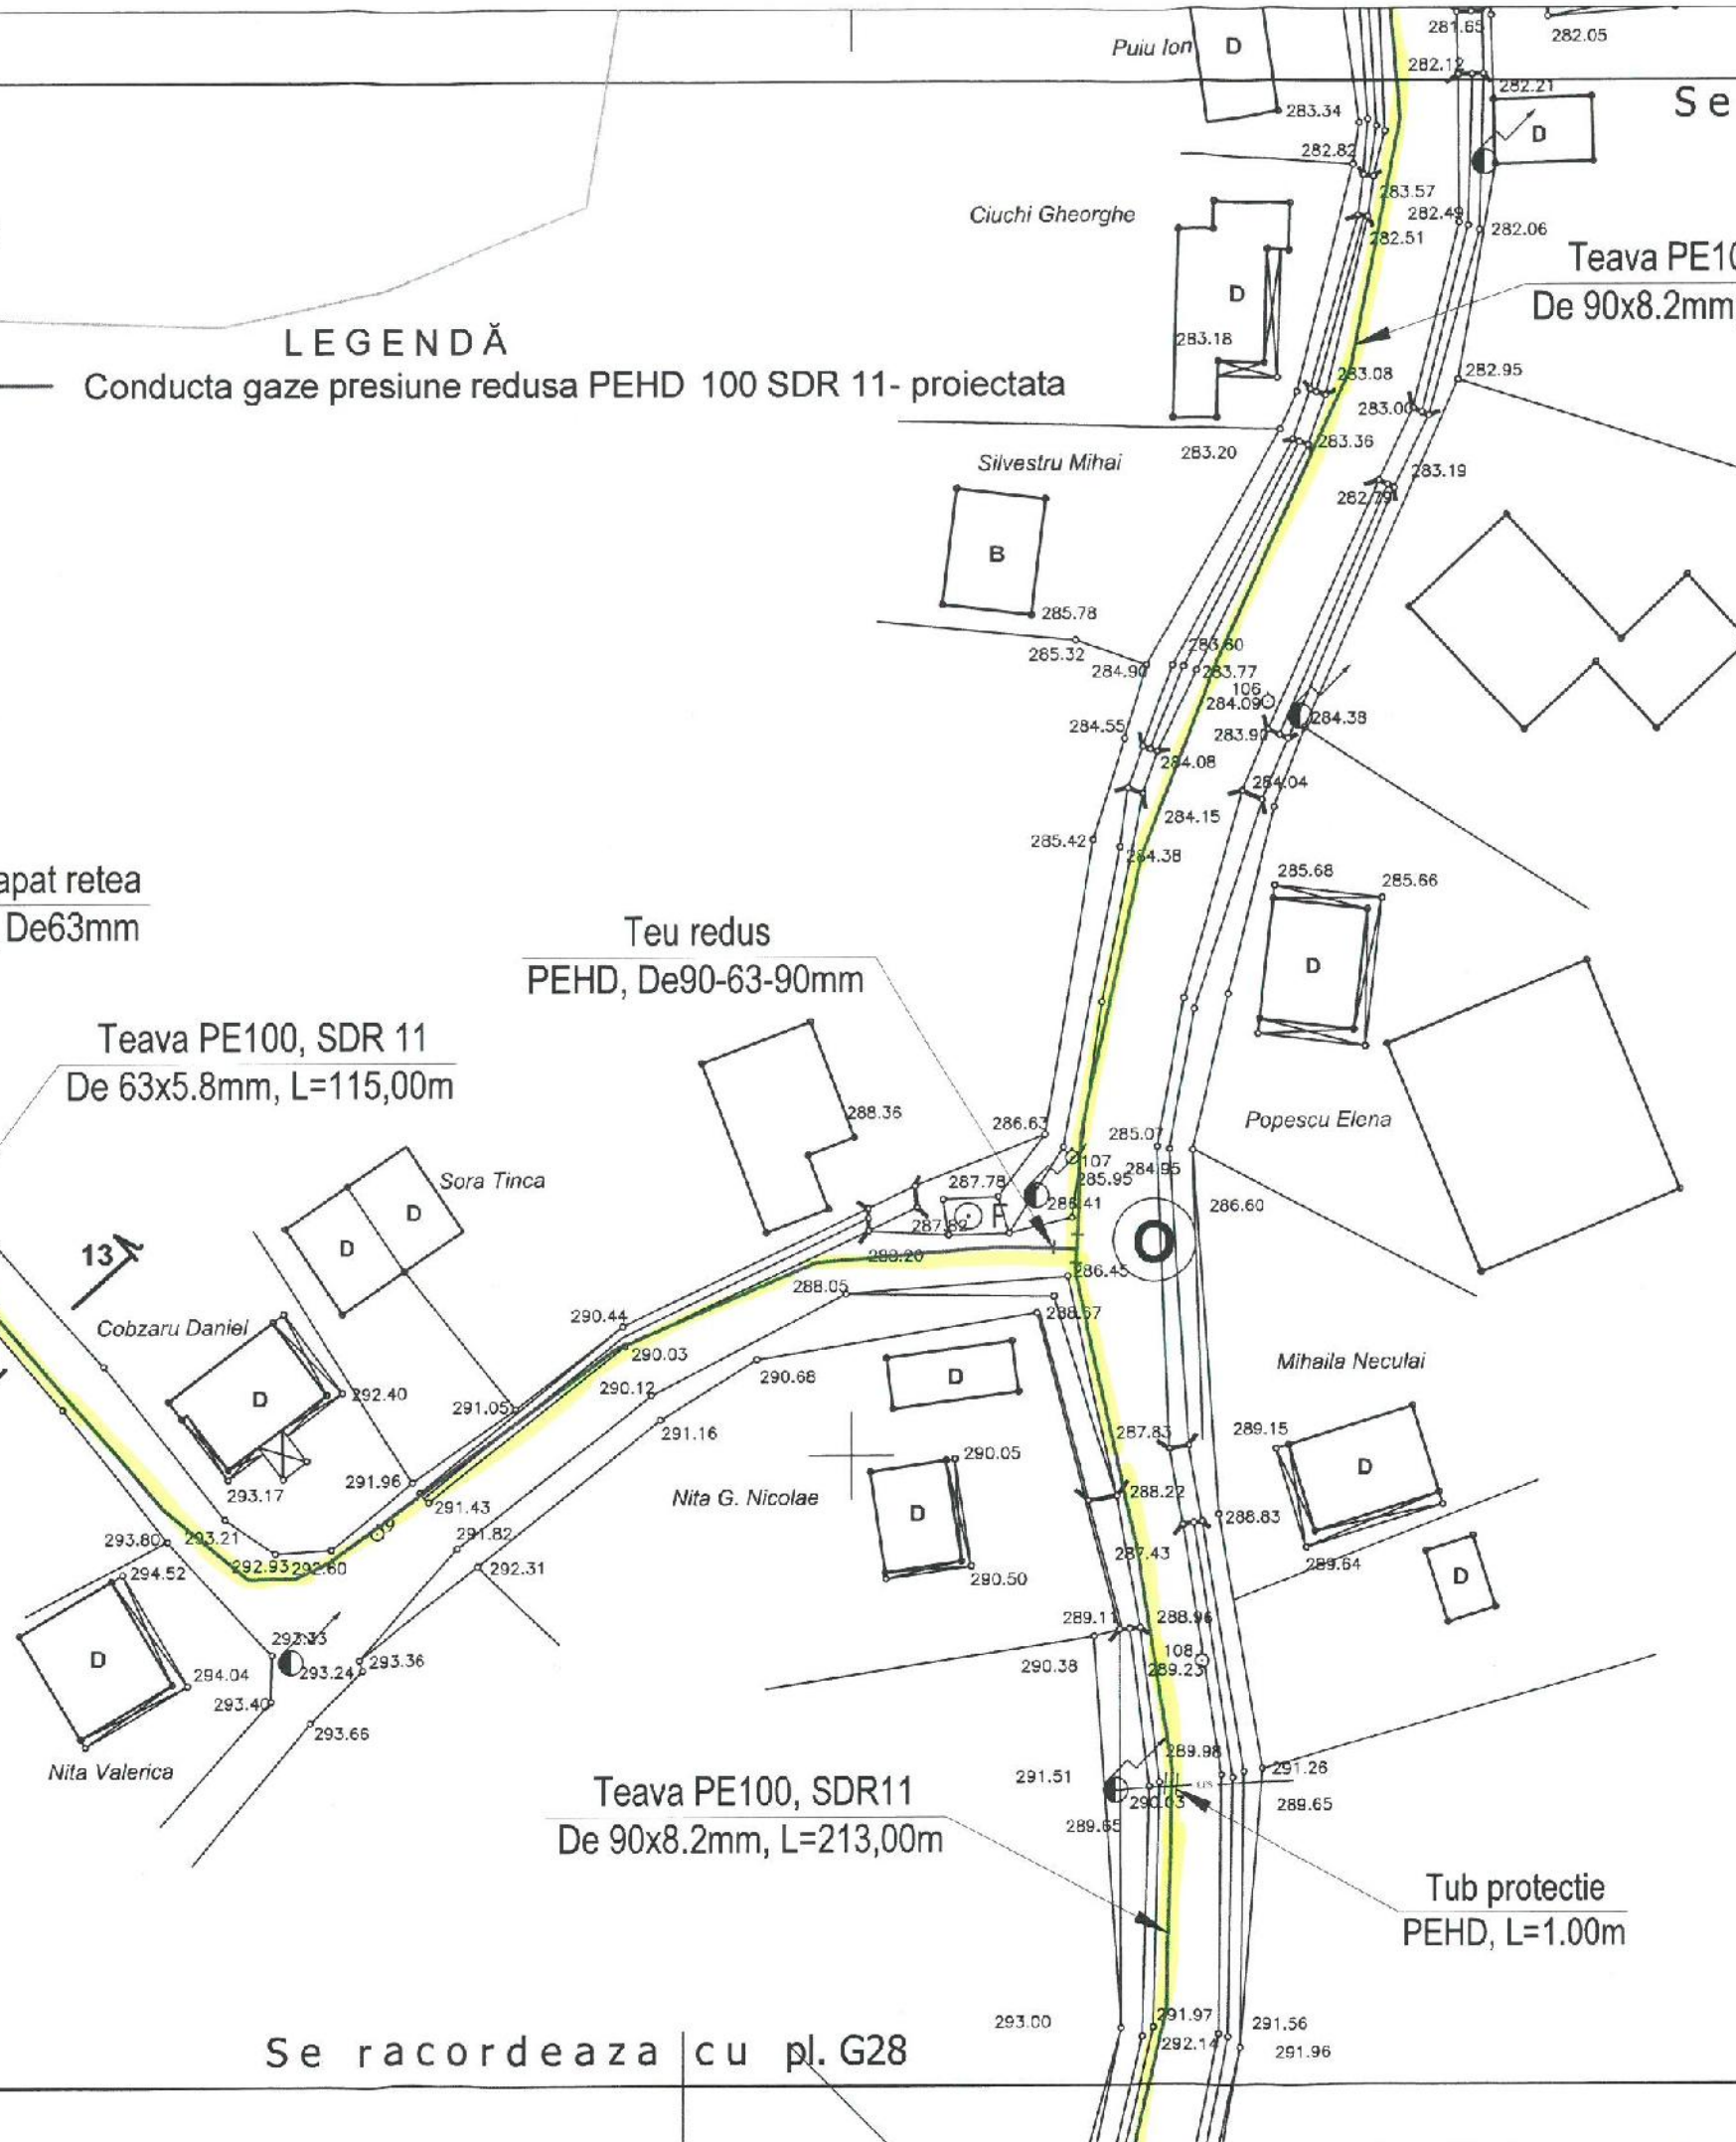 Puiu Ion
D
281.65
282.05
282.12
282.21
Se
283.34
D
282.82
283.57
Ciuchi Gheorghe
282.49
282.06
282.51
Teava PE10
De 90x8.2mm
D
283.18
LEGENDĂ
Conducta gaze presiune redusa PEHD 100 SDR 11- proiectata
283.08
282.95
283.00
283.20
283.36
Silvestru Mihai
283.19
282.79
B
285.78
285.32
283.60
284.90
283.77
106
284.09
284.38
284.55
283.90
284.08
284.04
284.15
285.42
284.38
apat retea
De63mm
285.68
285.66
Teu redus
PEHD, De90-63-90mm
D
Teava PE100, SDR 11
De 63x5.8mm, L=115,00m
288.36
286.63
285.07
Popescu Elena
107
284.95
Sora Tinca
287.78
285.95
D
286.41
286.60
287.82
F
D
13
288.20
286.45
288.05
290.44
288.67
Cobzaru Daniel
290.03
290.68
Mihaila Neculai
290.12
D
D
292.40
291.05
291.16
287.83
289.15
290.05
D
291.96
293.17
291.43
Nita G. Nicolae
288.22
D
288.83
9
293.80
293.21
291.82
287.43
292.93
292.60
292.31
289.64
294.52
290.50
D
289.11
288.96
293.33
D
293.24
293.36
108
290.38
289.23
294.04
293.40
293.66
289.98
Nita Valerica
291.51
291.26
Teava PE100, SDR11
290.03
289.65
De 90x8.2mm, L=213,00m
289.65
Tub protectie
PEHD, L=1.00m
293.00
291.97
291.56
292.14
291.96
Se racordeaza cu pl. G28